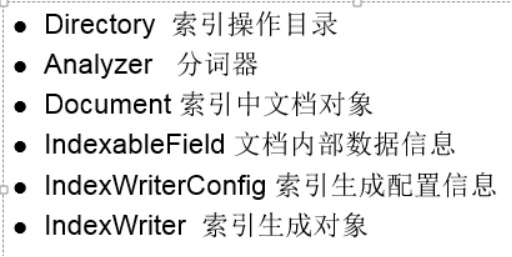 ● Directory 索引操作目录
● Analyzer 分词器
● Document 索引中文档对象
● IndexableField 文档内部数据信息
● IndexWriterConfig 索引生成配置信息
● IndexWriter 索引生成对象